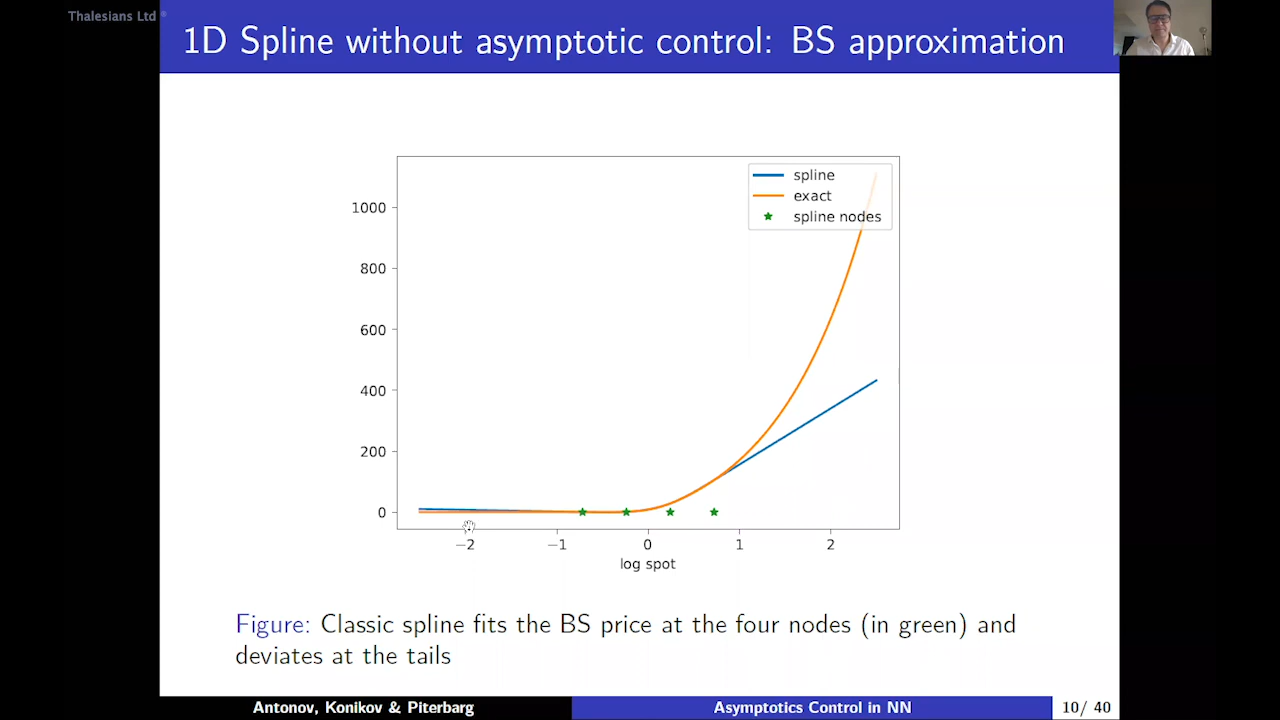 Thalesians Ltd
1D Spline without asymptotic control: BS approximation
spline
exact
spline nodes
1000
800
600
400
200
0
−2 −1 0 1 2
log spot
Figure: Classic spline fits the BS price at the four nodes (in green) and
deviates at the tails
Antonov, Konikov & Piterbarg Asymptotics Control in NN 10/ 40